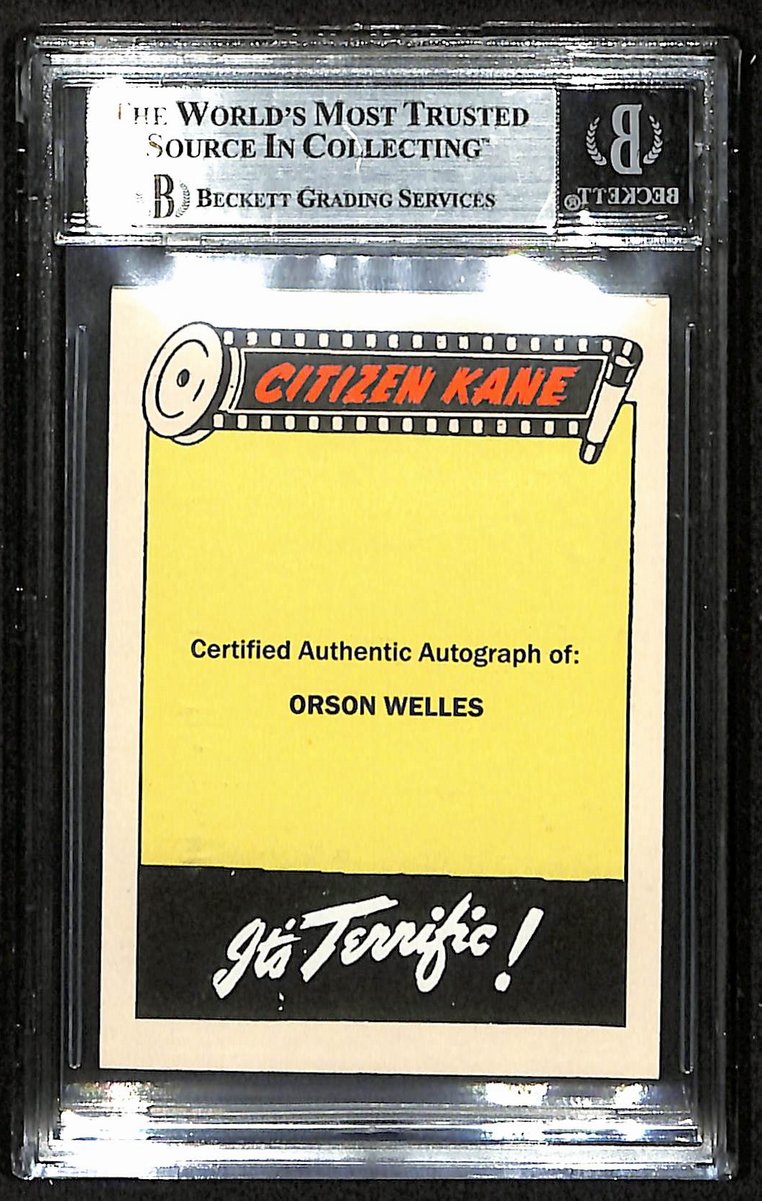 THE WORLD'S MOST TRUSTED
SOURCE IN COLLECTING™
B BECKETT GRADING SERVICES
B
BECKETT®
CITIZEN KANE
Certified Authentic Autograph of:
ORSON WELLES
It's Terrific!